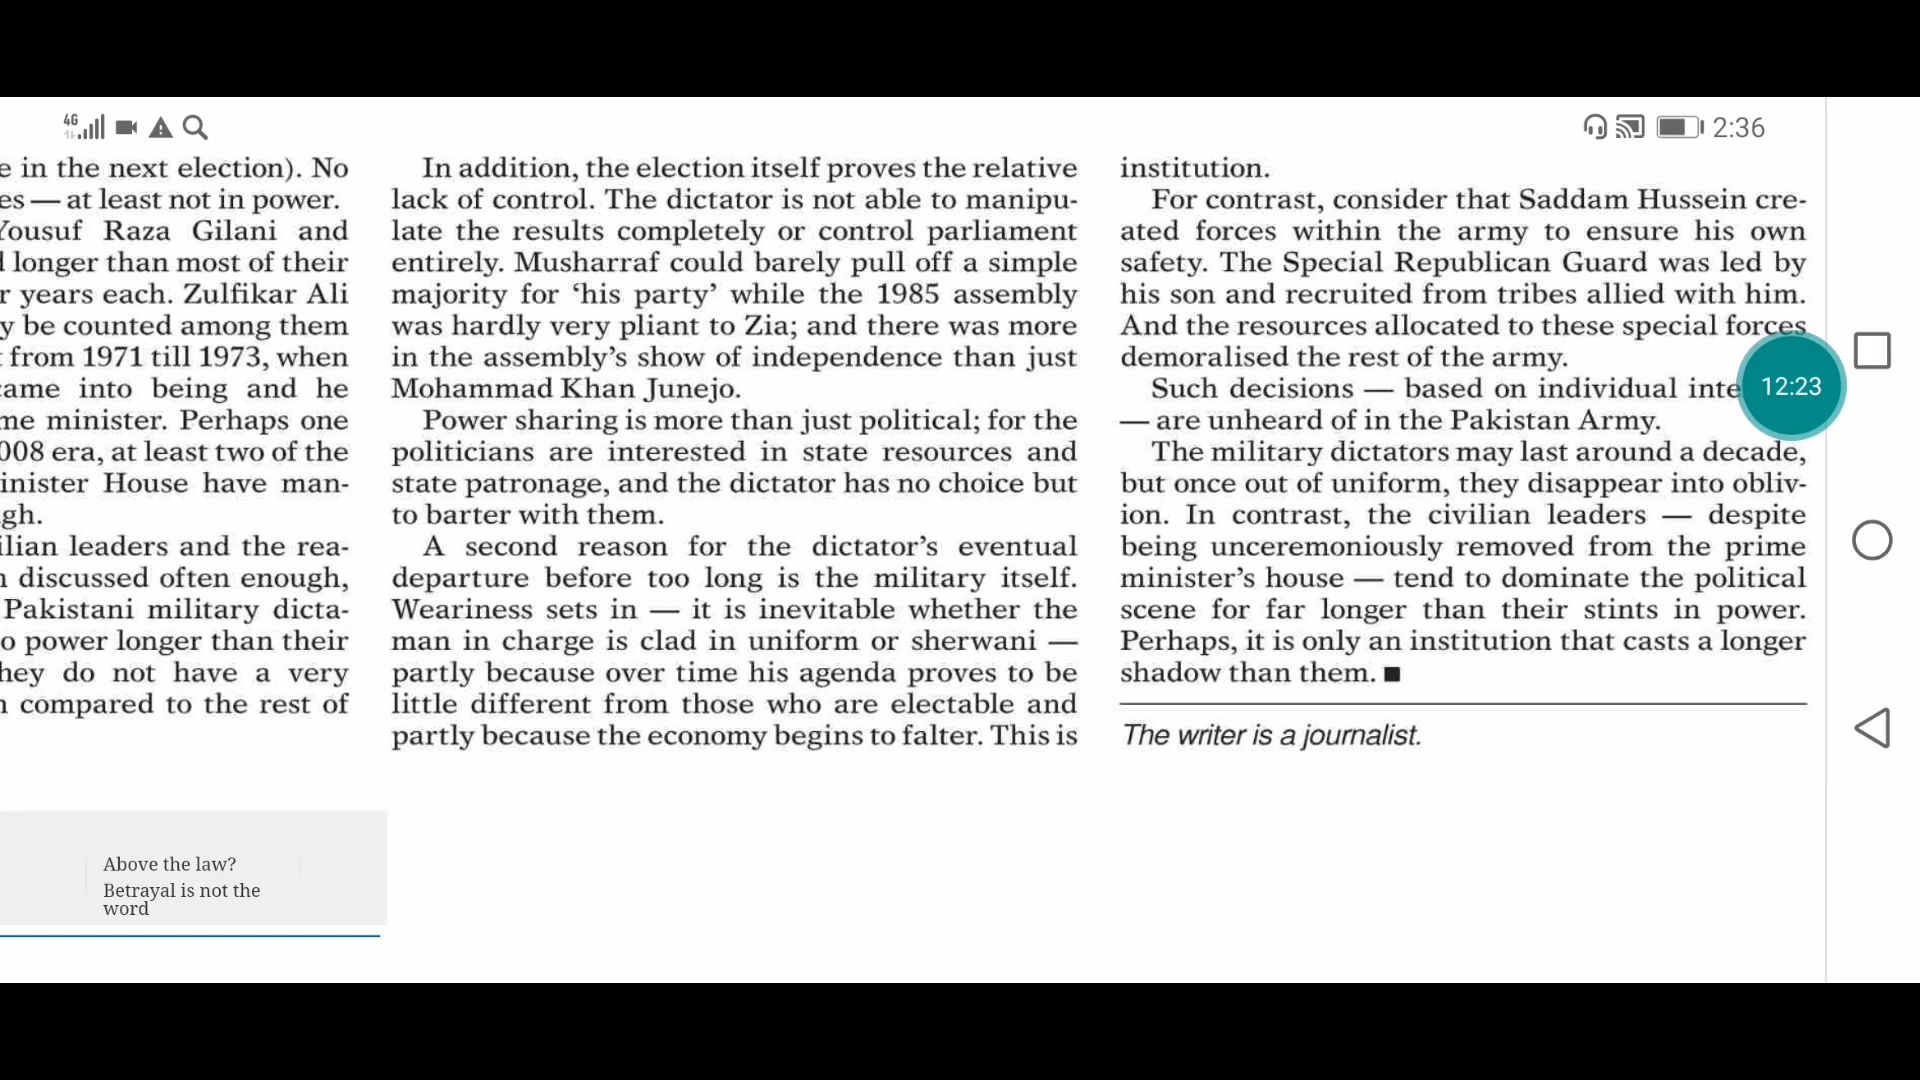 4G
2:36
e in the next election). No
es — at least not in power.
Yousuf Raza Gilani and
longer than most of their
r years each. Zulfikar Ali
y be counted among them
from 1971 till 1973, when
came into being and he
me minister. Perhaps one
008 era, at least two of the
inister House have man-
gh.
ilian leaders and the rea-
discussed often enough,
Pakistani military dicta-
o power longer than their
hey do not have a very
compared to the rest of
In addition, the election itself proves the relative
lack of control. The dictator is not able to manipu-
late the results completely or control parliament
entirely. Musharraf could barely pull off a simple
majority for ‘his party’ while the 1985 assembly
was hardly very pliant to Zia; and there was more
in the assembly’s show of independence than just
Mohammad Khan Junejo.
Power sharing is more than just political; for the
politicians are interested in state resources and
state patronage, and the dictator has no choice but
to barter with them.
A second reason for the dictator’s eventual
departure before too long is the military itself.
Weariness sets in — it is inevitable whether the
man in charge is clad in uniform or sherwani —
partly because over time his agenda proves to be
little different from those who are electable and
partly because the economy begins to falter. This is
institution.
For contrast, consider that Saddam Hussein cre-
ated forces within the army to ensure his own
safety. The Special Republican Guard was led by
his son and recruited from tribes allied with him.
And the resources allocated to these special forces
demoralised the rest of the army.
Such decisions — based on individual inte
— are unheard of in the Pakistan Army.
The military dictators may last around a decade,
but once out of uniform, they disappear into obliv-
ion. In contrast, the civilian leaders — despite
being unceremoniously removed from the prime
minister’s house — tend to dominate the political
scene for far longer than their stints in power.
Perhaps, it is only an institution that casts a longer
shadow than them. ■
The writer is a journalist.
12:23
Above the law?
Betrayal is not the
word